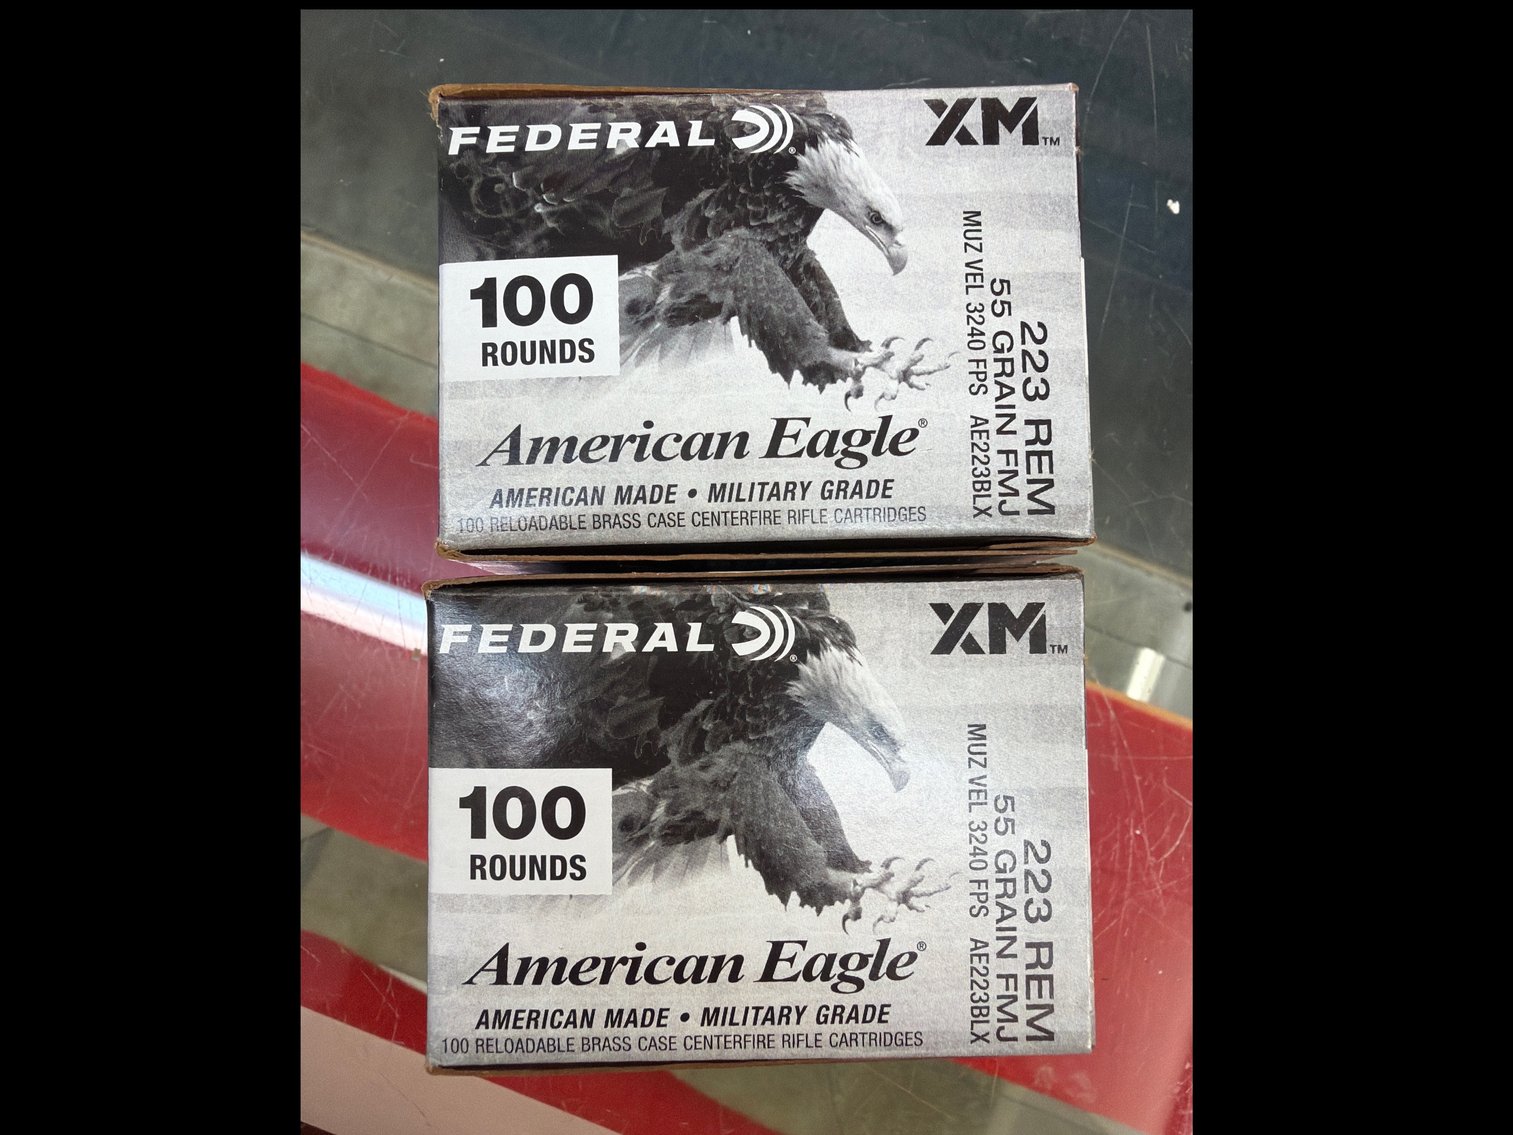 FEDERAL ®
XM™
100
ROUNDS
American Eagle®
AMERICAN MADE • MILITARY GRADE
100 RELOADABLE BRASS CASE CENTERFIRE RIFLE CARTRIDGES
223 REM
55 GRAIN FMJ
MUZ VEL 3240 FPS AE223BLX
FEDERAL ®
XM™
100
ROUNDS
American Eagle®
AMERICAN MADE • MILITARY GRADE
100 RELOADABLE BRASS CASE CENTERFIRE RIFLE CARTRIDGES
223 REM
55 GRAIN FMJ
MUZ VEL 3240 FPS AE223BLX